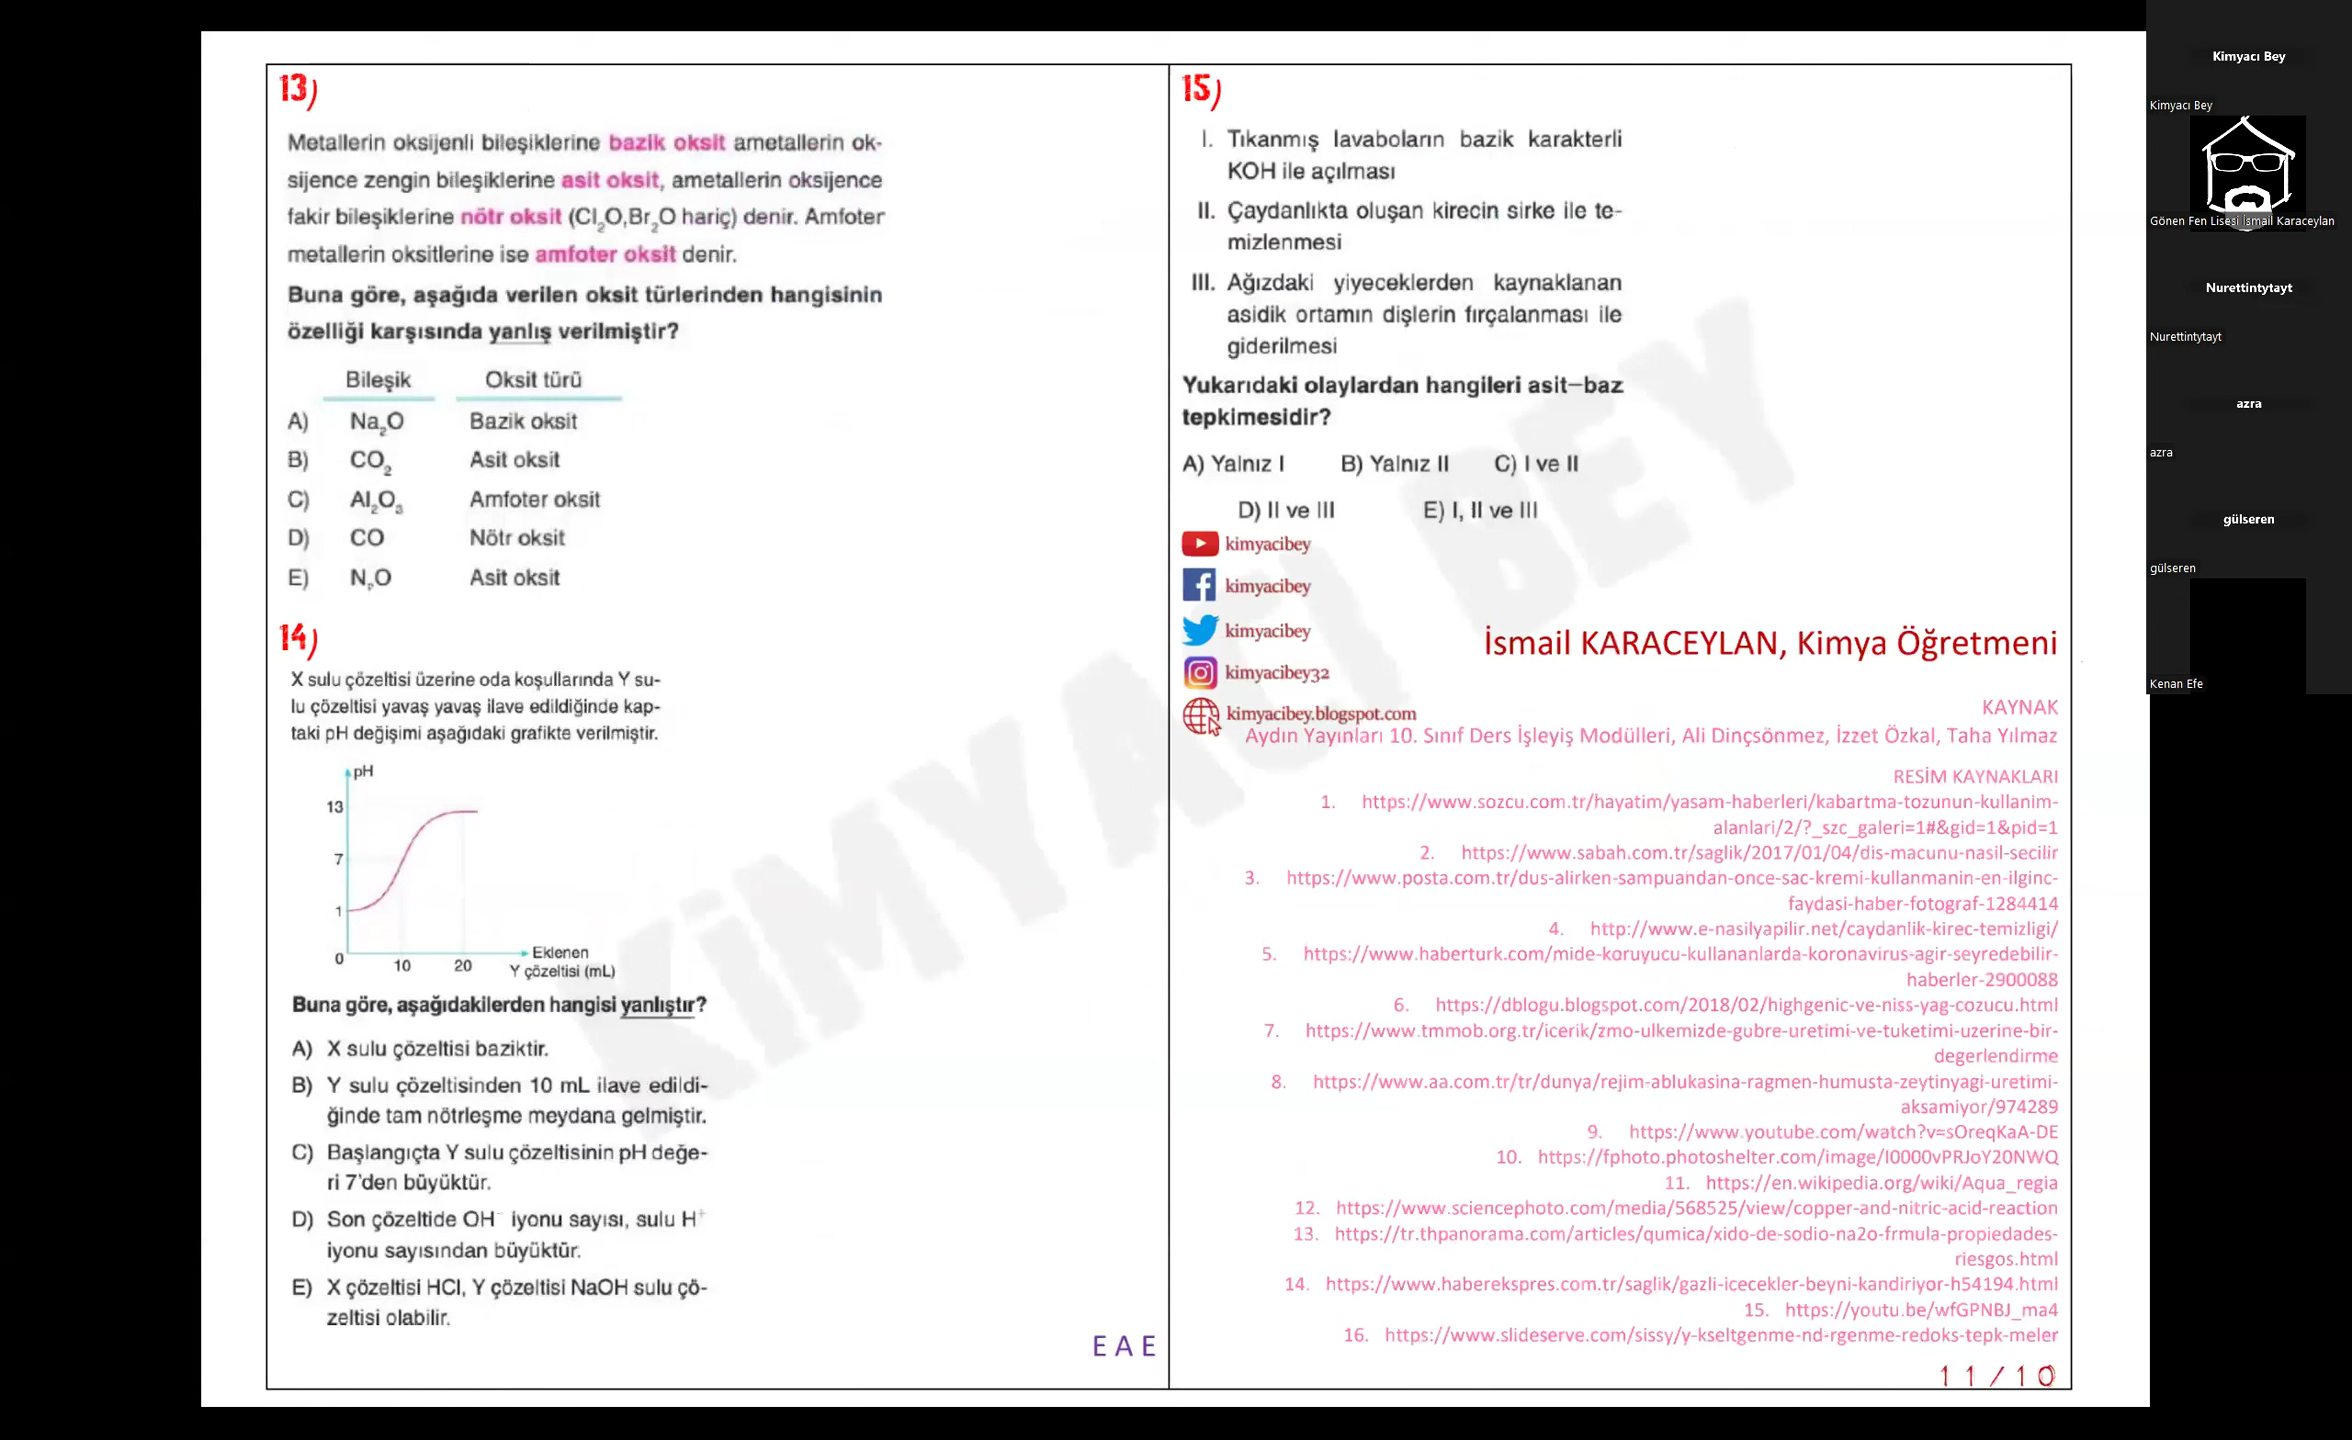 13)
Metallerin oksijenli bileşiklerine bazik oksit ametallerin ok-
sijence zengin bileşiklerine asit oksit, ametallerin oksijence
fakir bileşiklerine nötr oksit (Cl₂O,Br₂O hariç) denir. Amfoter
metallerin oksitlerine ise amfoter oksit denir.
Buna göre, aşağıda verilen oksit türlerinden hangisinin
özelliği karşısında yanlış verilmiştir?
Bileşik Oksit türü
A) Na₂O Bazik oksit
B) CO₂ Asit oksit
C) Al₂O₃ Amfoter oksit
D) CO Nötr oksit
E) N₂O Asit oksit
14)
X sulu çözeltisi üzerine oda koşullarında Y su-
lu çözeltisi yavaş yavaş ilave edildiğinde kap-
taki pH değişimi aşağıdaki grafikte verilmiştir.
pH
13
7
1
0
10
20
Eklenen
Y çözeltisi (mL)
Buna göre, aşağıdakilerden hangisi yanlıştır?
A) X sulu çözeltisi baziktir.
B) Y sulu çözeltisinden 10 mL ilave edildi-
ğinde tam nötrleşme meydana gelmiştir.
C) Başlangıçta Y sulu çözeltisinin pH değe-
ri 7'den büyüktür.
D) Son çözeltide OH⁻ iyonu sayısı, sulu H⁺
iyonu sayısından büyüktür.
E) X çözeltisi HCl, Y çözeltisi NaOH sulu çö-
zeltisi olabilir.
E A E
15)
I. Tıkanmış lavaboların bazik karakterli
KOH ile açılması
II. Çaydanlıkta oluşan kirecin sirke ile te-
mizlenmesi
III. Ağızdaki yiyeceklerden kaynaklanan
asidik ortamın dişlerin fırçalanması ile
giderilmesi
Yukarıdaki olaylardan hangileri asit–baz
tepkimesidir?
A) Yalnız I B) Yalnız II C) I ve II
D) II ve III E) I, II ve III
kimyacibey
kimyacibey
kimyacibey
kimyacibey32
kimyacibey.blogspot.com
İsmail KARACEYLAN, Kimya Öğretmeni
KAYNAK
Aydın Yayınları 10. Sınıf Ders İşleyiş Modülleri, Ali Dinçsönmez, İzzet Özkal, Taha Yılmaz
RESİM KAYNAKLARI
1. https://www.sozcu.com.tr/hayatim/yasam-haberleri/kabartma-tozunun-kullanim-
alanlari/2/?_szc_galeri=1#&gid=1&pid=1
2. https://www.sabah.com.tr/saglik/2017/01/04/dis-macunu-nasil-secilir
3. https://www.posta.com.tr/dus-alirken-sampuandan-once-sac-kremi-kullanmanin-en-ilginc-
faydasi-haber-fotograf-1284414
4. http://www.e-nasilyapilir.net/caydanlik-kirec-temizligi/
5. https://www.haberturk.com/mide-koruyucu-kullananlarda-koronavirus-agir-seyredebilir-
haberler-2900088
6. https://dblogu.blogspot.com/2018/02/highgenic-ve-niss-yag-cozucu.html
7. https://www.tmmob.org.tr/icerik/zmo-ulkemizde-gubre-uretimi-ve-tuketimi-uzerine-bir-
degerlendirme
8. https://www.aa.com.tr/tr/dunya/rejim-ablukasina-ragmen-humusta-zeytinyagi-uretimi-
aksamiyor/974289
9. https://www.youtube.com/watch?v=sOreqKaA-DE
10. https://fphoto.photoshelter.com/image/I0000vPRJoY20NWQ
11. https://en.wikipedia.org/wiki/Aqua_regia
12. https://www.sciencephoto.com/media/568525/view/copper-and-nitric-acid-reaction
13. https://tr.thpanorama.com/articles/qumica/xido-de-sodio-na2o-frmula-propiedades-
riesgos.html
14. https://www.haberekspres.com.tr/saglik/gazli-icecekler-beyni-kandiriyor-h54194.html
15. https://youtu.be/wfGPNBJ_ma4
16. https://www.slideserve.com/sissy/y-kseltgenme-nd-rgenme-redoks-tepk-meler
11/10
KİMYACI BEY
Kimyacı Bey
Kimyacı Bey
Gönen Fen Lisesi İsmail Karaceylan
Nurettintytayt
Nurettintytayt
azra
azra
gülseren
gülseren
Kenan Efe